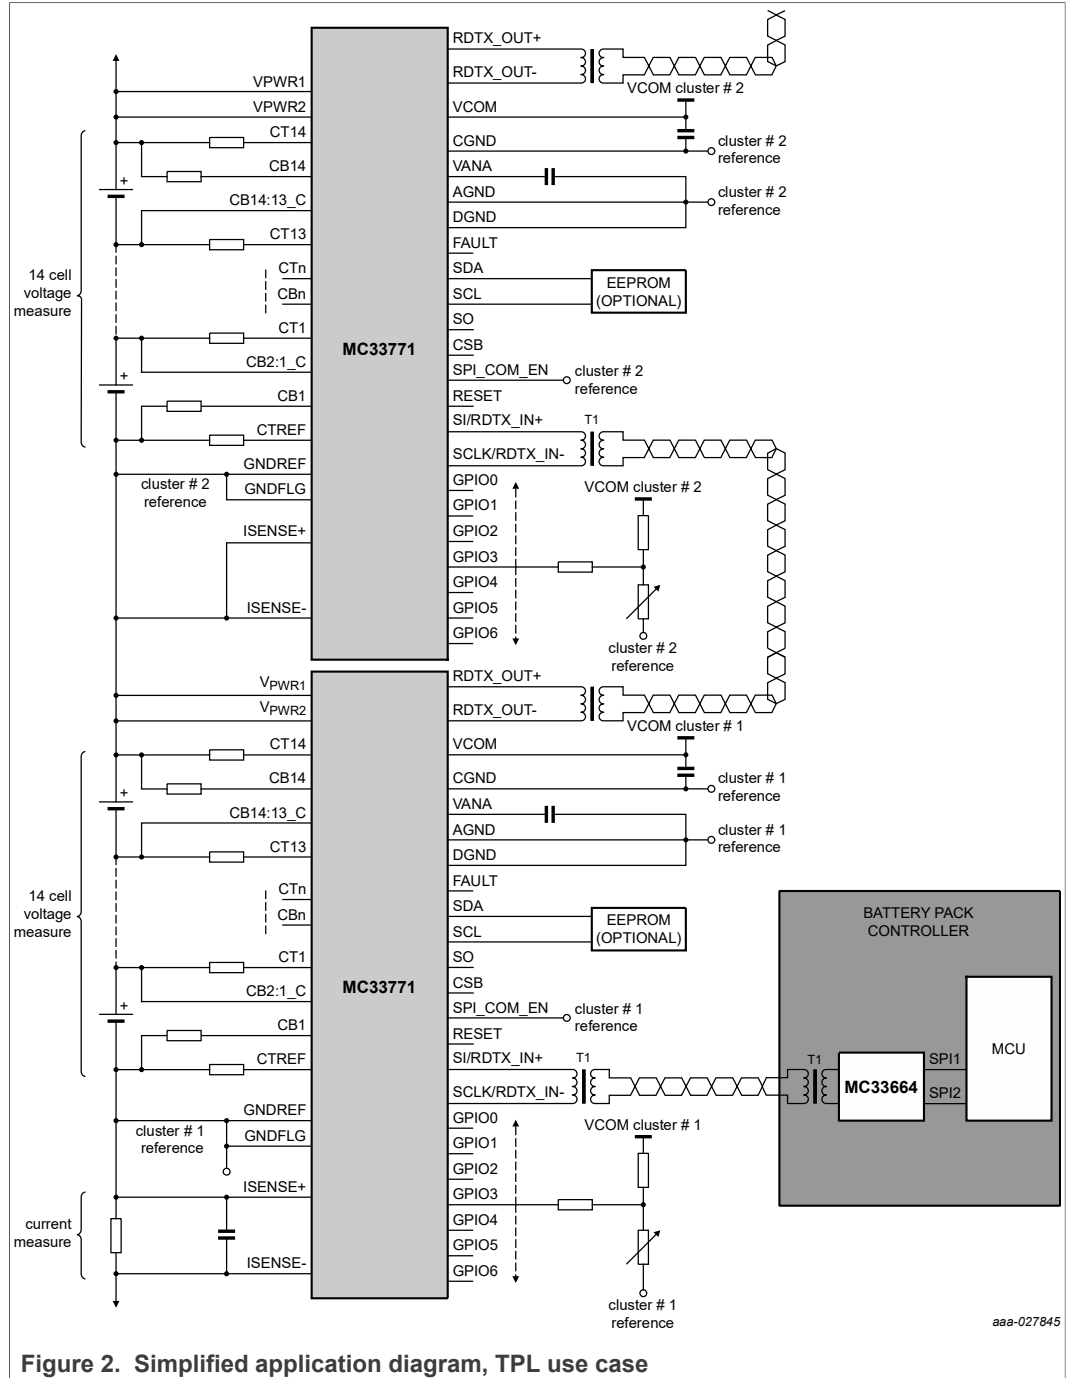 RDTX_OUT+
RDTX_OUT-
VCOM cluster # 2
VPWR1
VPWR2
VCOM
CT14
CGND
cluster # 2
reference
CB14
VANA
CB14:13_C
AGND
cluster # 2
reference
DGND
CT13
FAULT
14 cell
voltage
measure
CTn
SDA
EEPROM
(OPTIONAL)
CBn
SCL
SO
CT1
MC33771
CSB
CB2:1_C
SPI_COM_EN
cluster # 2
reference
CB1
RESET
SI/RDTX_IN+
T1
CTREF
SCLK/RDTX_IN-
GNDREF
cluster # 2
reference
GNDFLG
GPIO0
VCOM cluster # 2
GPIO1
ISENSE+
GPIO2
GPIO3
GPIO4
ISENSE-
GPIO5
GPIO6
cluster # 2
reference
VPWR1
RDTX_OUT+
VPWR2
RDTX_OUT-
VCOM cluster # 1
CT14
VCOM
CB14
CGND
cluster # 1
reference
CB14:13_C
VANA
AGND
cluster # 1
reference
CT13
DGND
14 cell
voltage
measure
CTn
FAULT
CBn
SDA
EEPROM
(OPTIONAL)
SCL
CT1
SO
MC33771
CB2:1_C
CSB
SPI_COM_EN
cluster # 1
reference
CB1
RESET
CTREF
SI/RDTX_IN+
T1
SCLK/RDTX_IN-
BATTERY PACK
CONTROLLER
T1
MC33664
SPI1
SPI2
MCU
GNDREF
cluster # 1
reference
GNDFLG
GPIO0
VCOM cluster # 1
GPIO1
GPIO2
ISENSE+
GPIO3
current
measure
GPIO4
GPIO5
ISENSE-
GPIO6
cluster # 1
reference
aaa-027845
Figure 2. Simplified application diagram, TPL use case